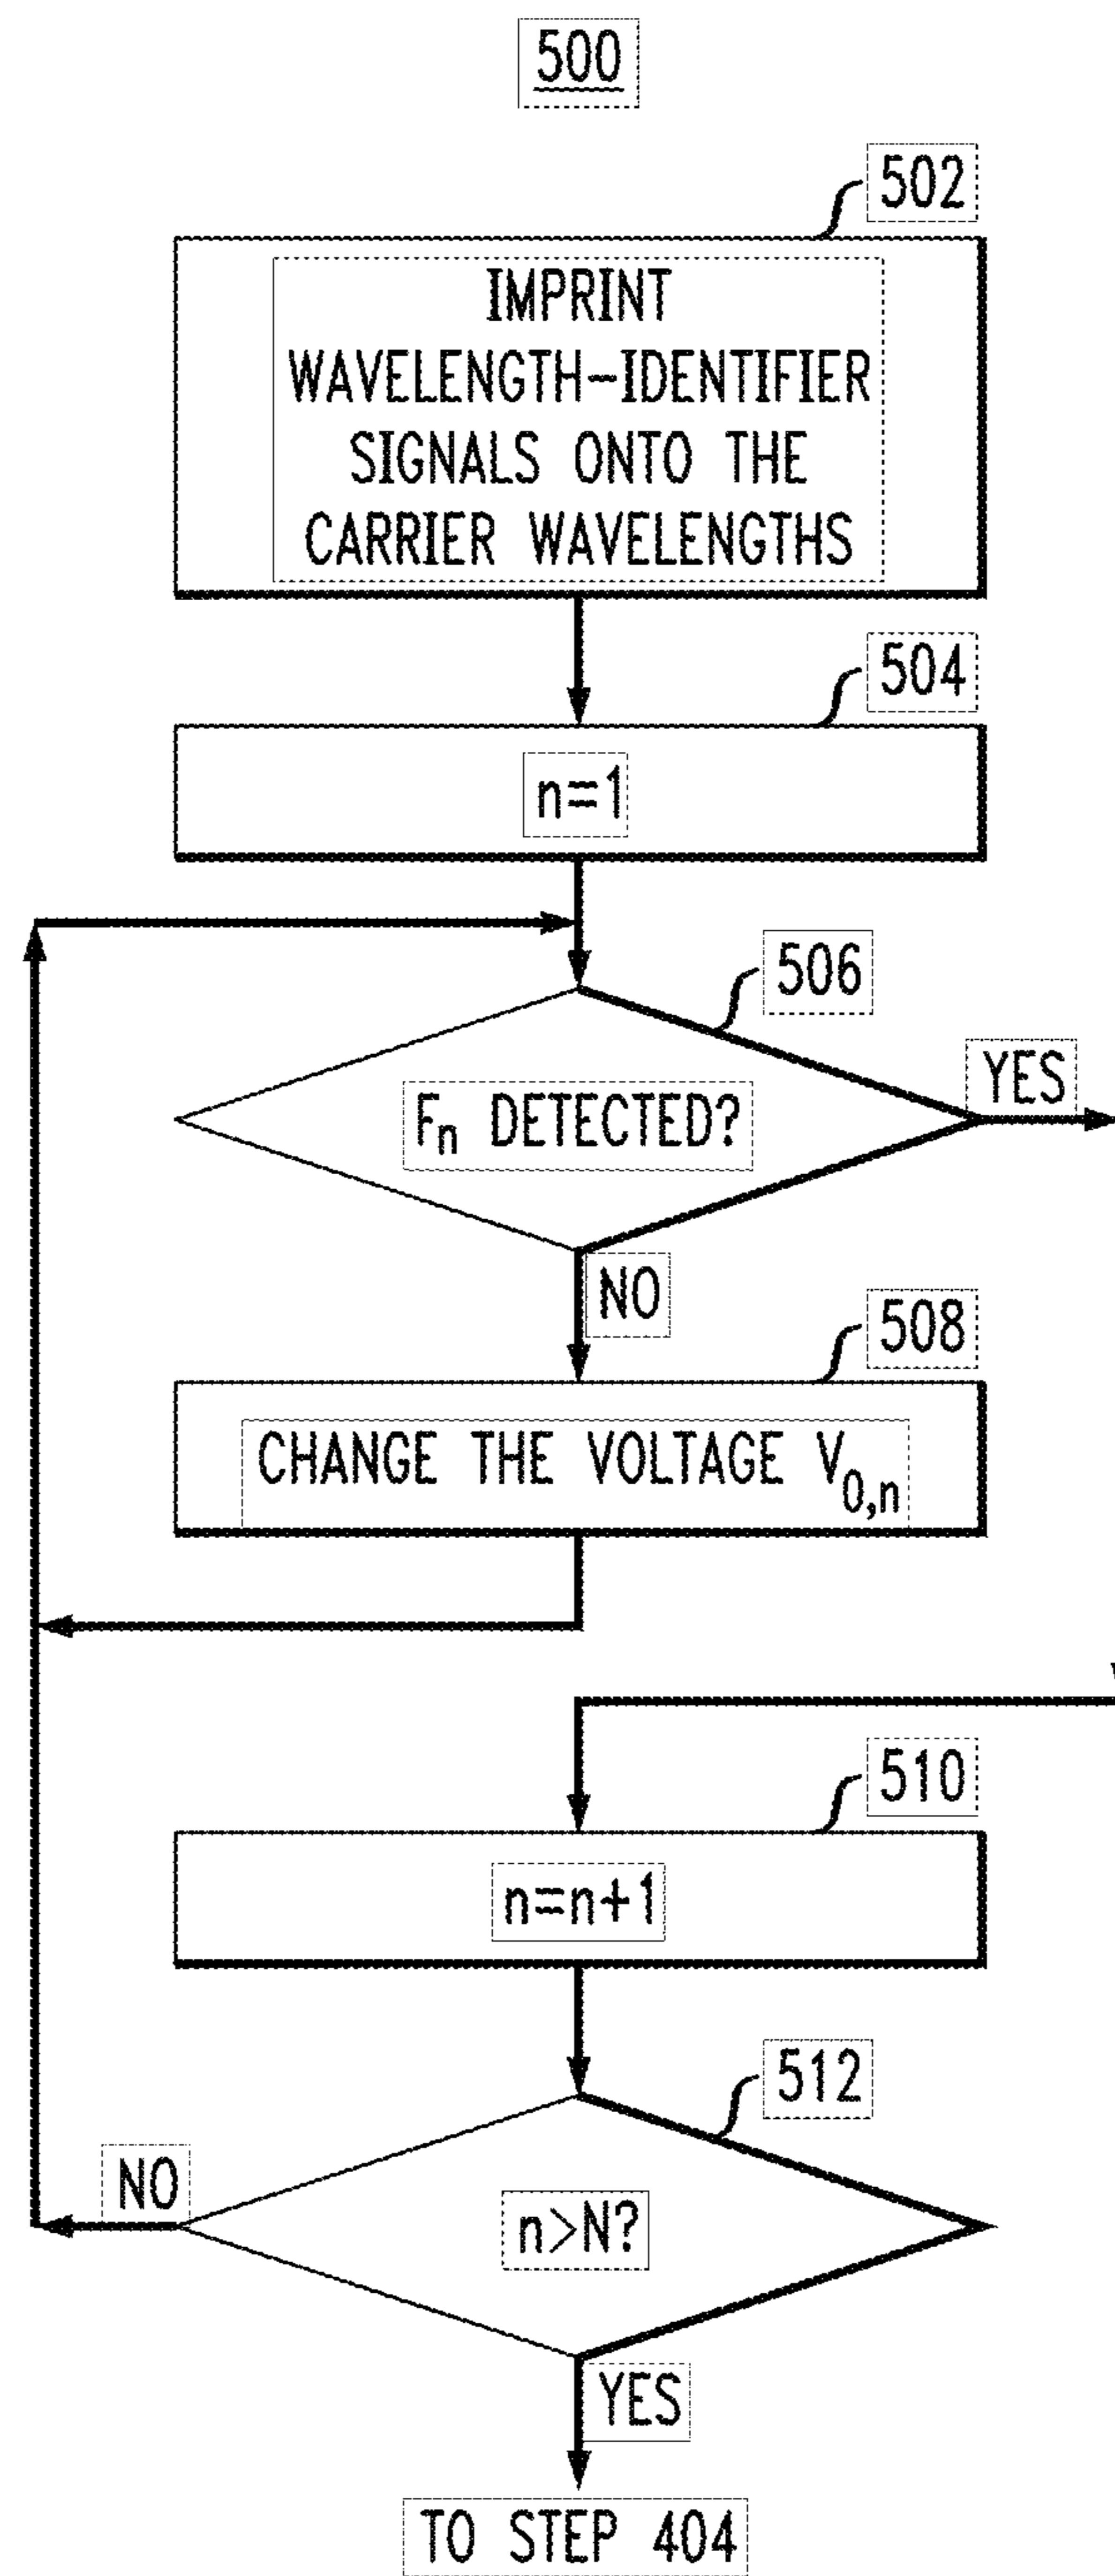 500
502
IMPRINT
WAVELENGTH-IDENTIFIER
SIGNALS ONTO THE
CARRIER WAVELENGTHS
504
n=1
506
Fn DETECTED?
YES
NO
508
CHANGE THE VOLTAGE V0,n
510
n=n+1
512
n>N?
NO
YES
TO STEP 404